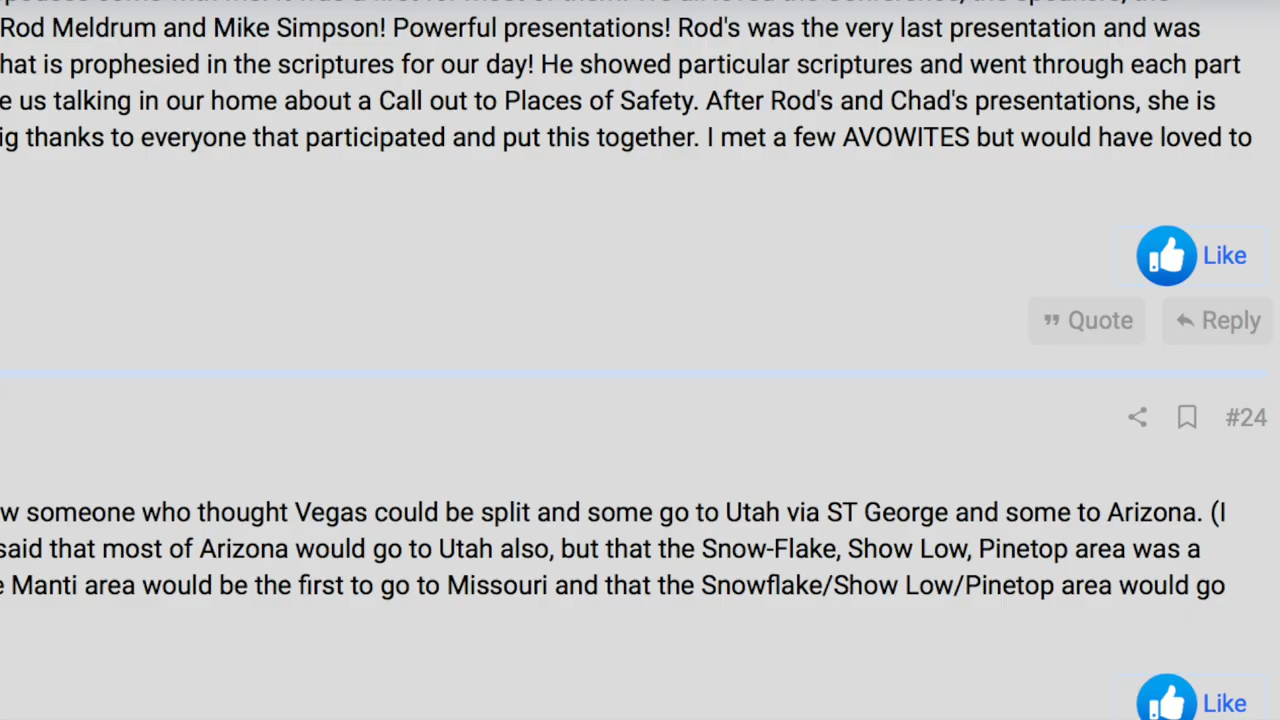 Rod Meldrum and Mike Simpson! Powerful presentations! Rod's was the very last presentation and was
hat is prophesied in the scriptures for our day! He showed particular scriptures and went through each part
e us talking in our home about a Call out to Places of Safety. After Rod's and Chad's presentations, she is
ig thanks to everyone that participated and put this together. I met a few AVOWITES but would have loved to
Like
Quote Reply
#24
w someone who thought Vegas could be split and some go to Utah via ST George and some to Arizona. (I
said that most of Arizona would go to Utah also, but that the Snow-Flake, Show Low, Pinetop area was a
e Manti area would be the first to go to Missouri and that the Snowflake/Show Low/Pinetop area would go
Like